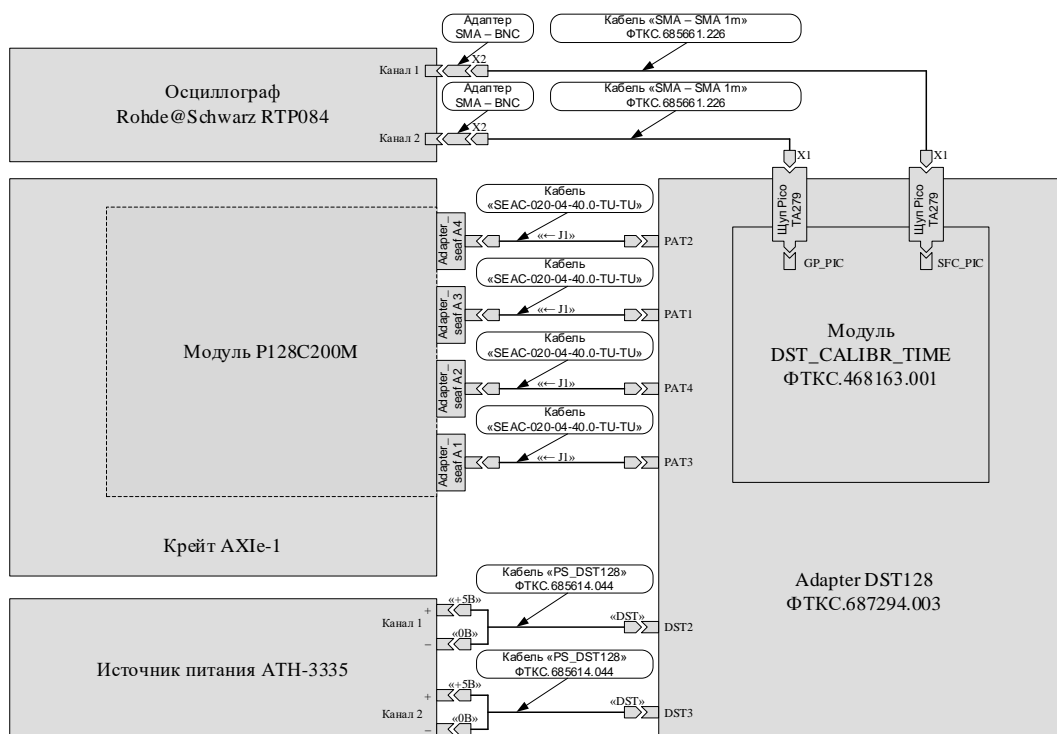 Адаптер
SMA – BNC
Кабель «SMA – SMA 1m»
ФТКС.685661.226
Канал 1
X2
Осциллограф
Rohde@Schwarz RTP084
Адаптер
SMA – BNC
Кабель «SMA – SMA 1m»
ФТКС.685661.226
Канал 2
X2
X1
X1
Щуп Pico
TA279
Щуп Pico
TA279
GP_PIC
SFC_PIC
Кабель
«SEAC-020-04-40.0-TU-TU»
Adapter_
seaf A4
«← J1»
PAT2
Кабель
«SEAC-020-04-40.0-TU-TU»
Adapter_
seaf A3
«← J1»
PAT1
Модуль P128C200M
Модуль
DST_CALIBR_TIME
ФТКС.468163.001
Кабель
«SEAC-020-04-40.0-TU-TU»
Adapter_
seaf A2
«← J1»
PAT4
Кабель
«SEAC-020-04-40.0-TU-TU»
Adapter_
seaf A1
«← J1»
PAT3
Крейт AXIe-1
Adapter DST128
ФТКС.687294.003
Кабель «PS_DST128»
ФТКС.685614.044
Канал 1
+
«+5В»
–
«0В»
«DST»
DST2
Источник питания АТН-3335
Кабель «PS_DST128»
ФТКС.685614.044
Канал 2
+
«+5В»
–
«0В»
«DST»
DST3